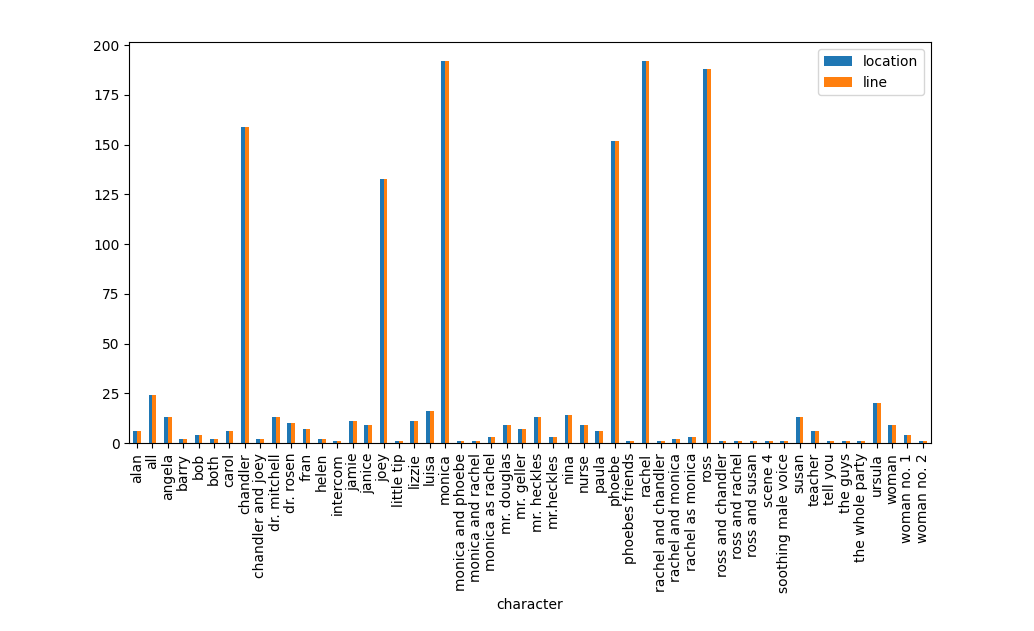 200
175
150
125
100
75
50
25
0
location
line
alan
all
angela
barry
bob
both
carol
chandler
chandler and joey
dr. mitchell
dr. rosen
fran
helen
intercom
jamie
janice
joey
little tip
lizzie
luisa
monica
monica and phoebe
monica and rachel
monica as rachel
mr. douglas
mr. geller
mr. heckles
mr.heckles
nina
nurse
paula
phoebe
phoebes friends
rachel
rachel and chandler
rachel and monica
rachel as monica
ross
ross and chandler
ross and rachel
ross and susan
scene 4
soothing male voice
susan
teacher
tell you
the guys
the whole party
ursula
woman
woman no. 1
woman no. 2
character